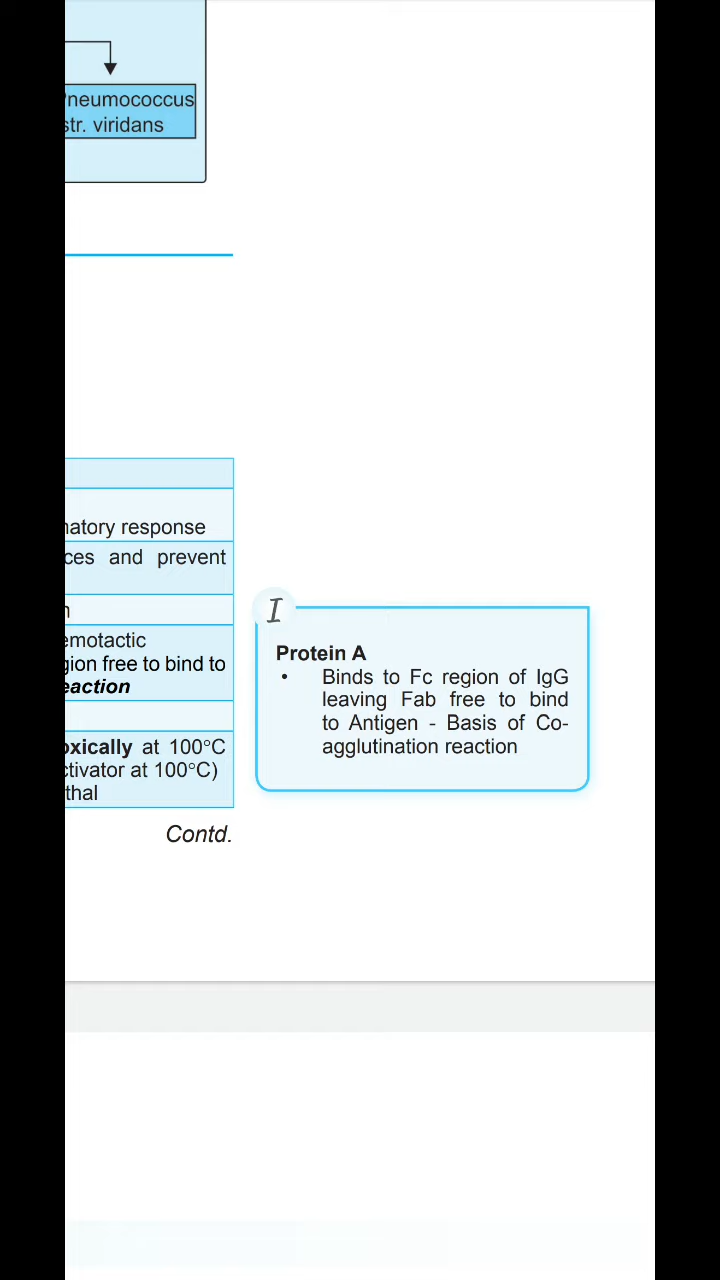 Pneumococcus
str. viridans
matory response
ces and prevent
n
emotactic
gion free to bind to
eaction
oxically at 100°C
ctivator at 100°C)
thal
Contd.
I
Protein A
• Binds to Fc region of IgG
leaving Fab free to bind
to Antigen - Basis of Co-
agglutination reaction